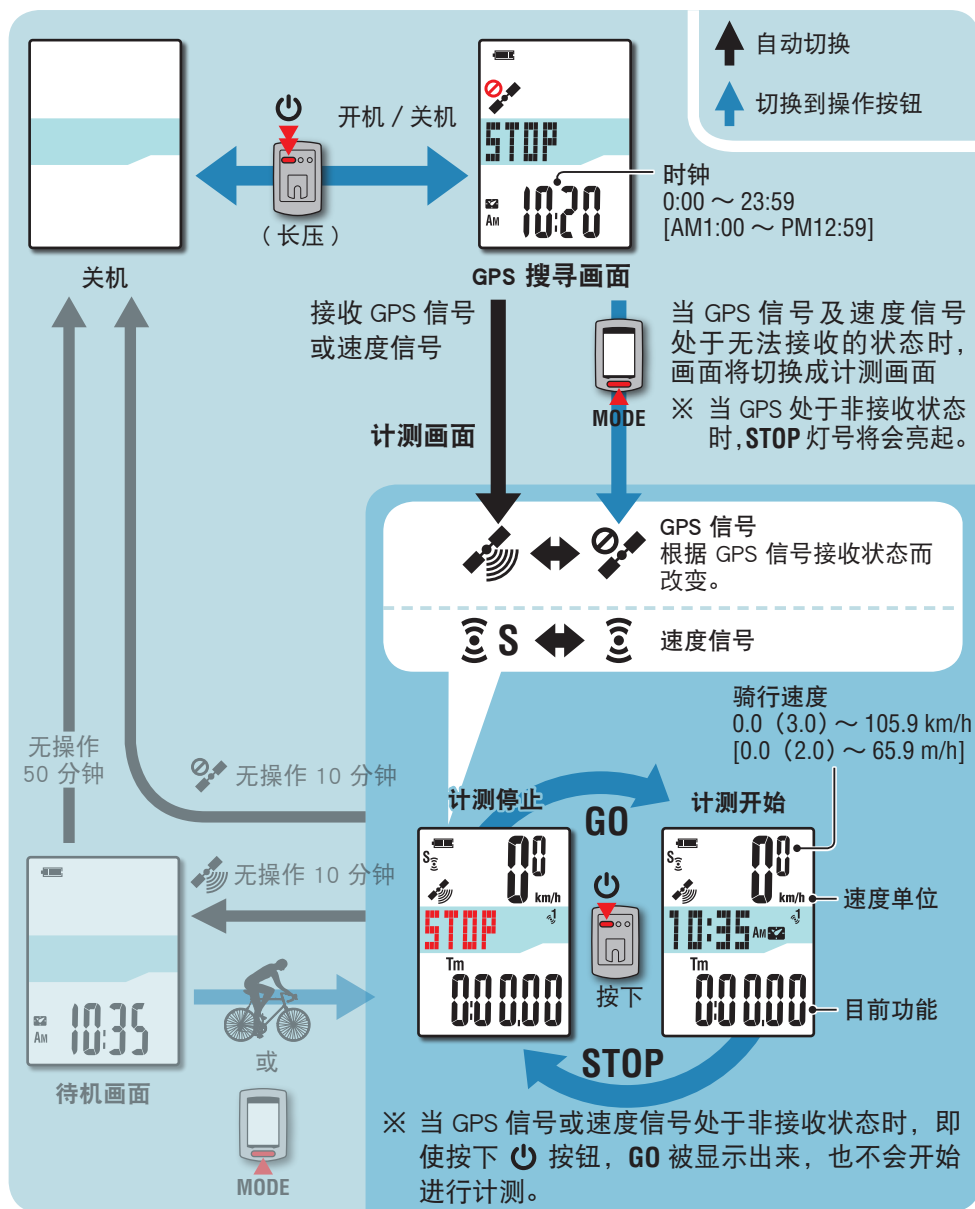 自动切换
切换到操作按钮
开机 / 关机
（长压）
关机
STOP
AM
10:20
GPS 搜寻画面
时钟
0:00 ～ 23:59
[AM1:00 ～ PM12:59]
接收 GPS 信号
或速度信号
计测画面
MODE
当 GPS 信号及速度信号
处于无法接收的状态时，
画面将切换成计测画面
※ 当 GPS 处于非接收状态
时，STOP 灯号将会亮起。
GPS 信号
根据 GPS 信号接收状态而
改变。
S
速度信号
骑行速度
0.0（3.0）～ 105.9 km/h
[0.0（2.0）～ 65.9 m/h]
无操作
50 分钟
无操作 10 分钟
无操作 10 分钟
AM
10:35
待机画面
或
MODE
计测停止
GO
计测开始
S
0.0
km/h
STOP
1
Tm
0:00.00.0
按下
S
0.0
km/h
10:35 AM
1
Tm
0:00.00.0
速度单位
目前功能
STOP
※ 当 GPS 信号或速度信号处于非接收状态时，即
使按下 按钮，GO 被显示出来，也不会开始
进行计测。